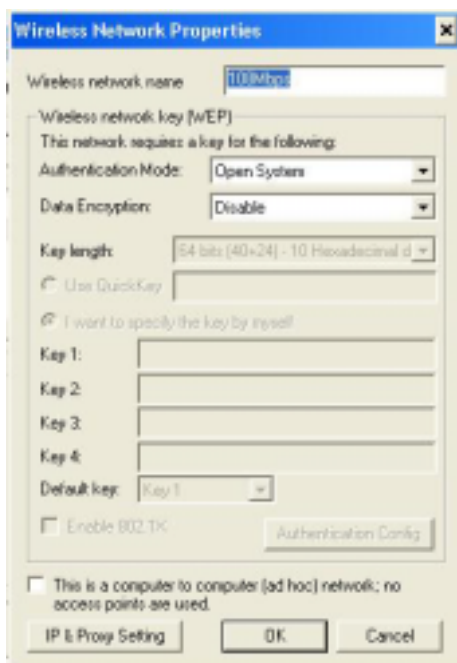 Wireless Network Properties
Wireless network name 100Mbps
Wireless network key (WEP)
This network requires a key for the following:
Authentication Mode: Open System
Data Encryption: Disable
Key length: 64 bits (40+24) - 10 Hexadecimal d
Use QuickKey
I want to specify the key by myself
Key 1:
Key 2:
Key 3:
Key 4:
Default key: Key 1
Enable 802.1X
Authentication Config
This is a computer to computer (ad hoc) network; no
access points are used.
IP & Proxy Setting OK Cancel